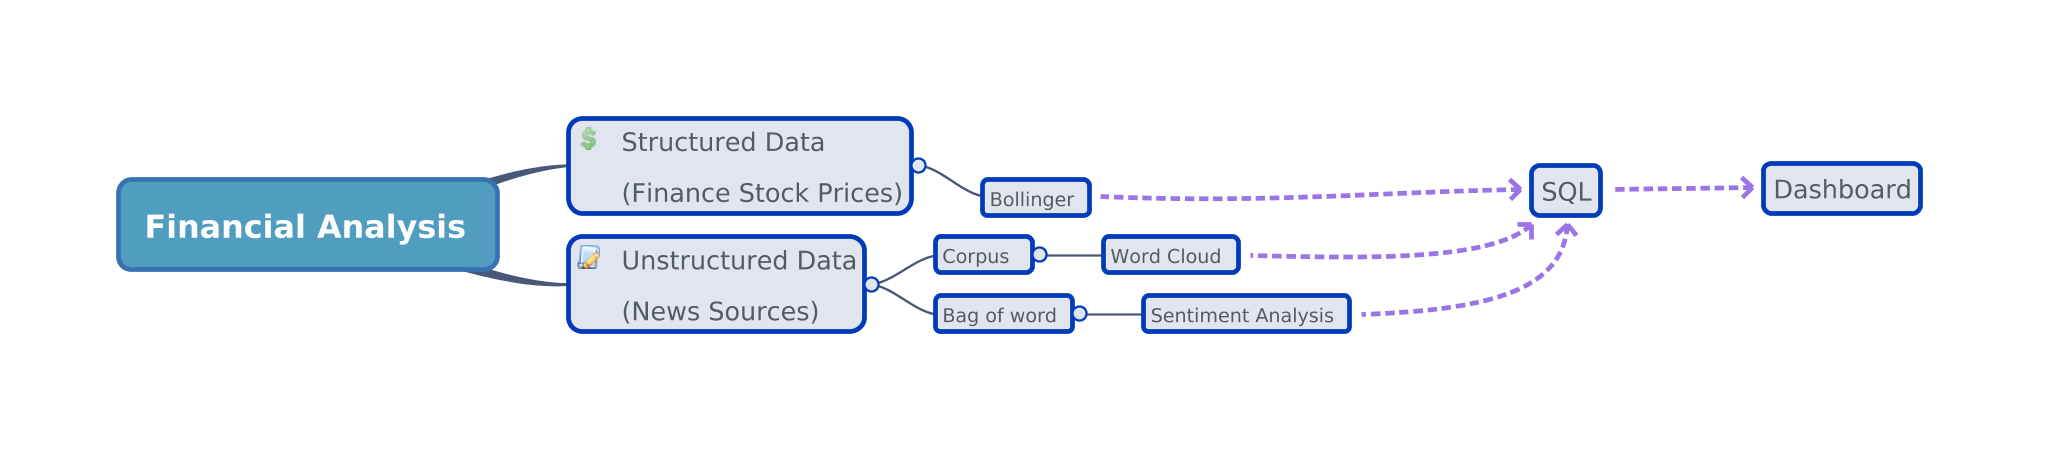 Financial Analysis
Structured Data
(Finance Stock Prices)
Bollinger
Unstructured Data
(News Sources)
Corpus
Word Cloud
Bag of word
Sentiment Analysis
SQL
Dashboard